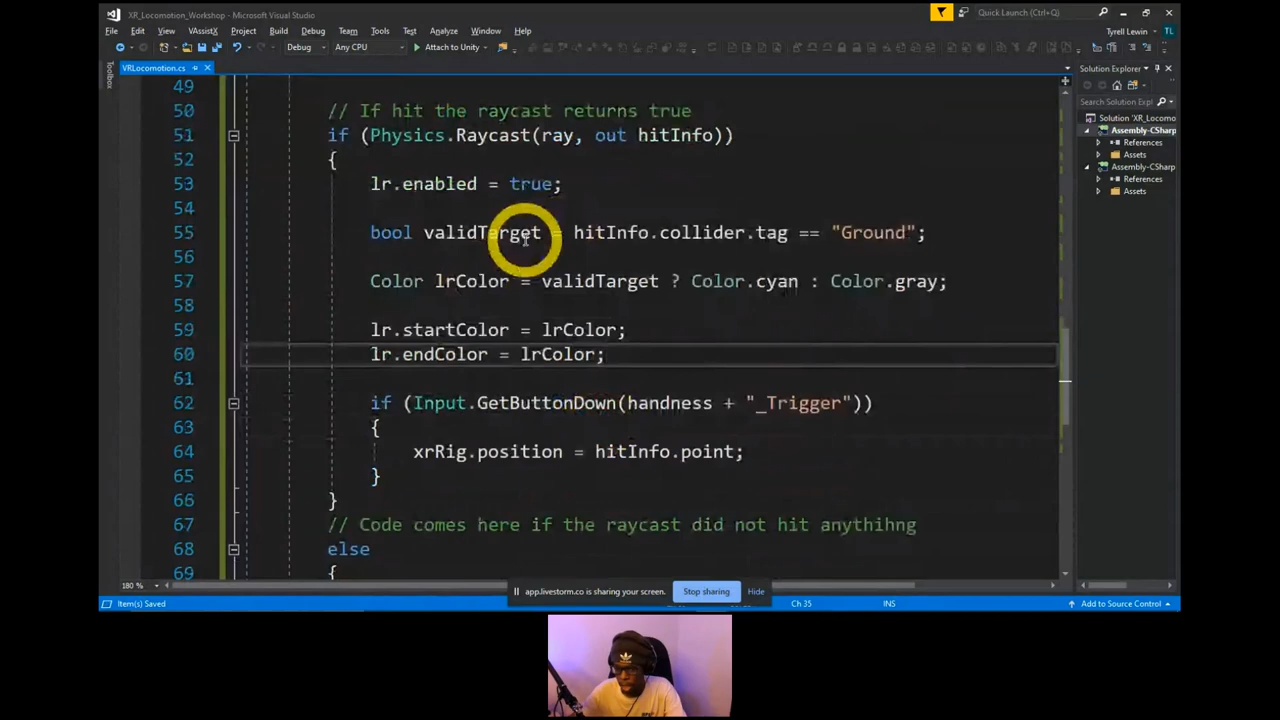 XR_Locomotion_Workshop - Microsoft Visual Studio
Quick Launch (Ctrl+Q)
File Edit View VAssistX Project Build Debug Team Tools Test Analyze Window Help
Tyrell Lewin TL
Debug Any CPU Attach to Unity
Toolbox
VRLocomotion.cs
Solution Explorer
Search Solution Explorer
Solution 'XR_Locomo
Assembly-CSharp
References
Assets
Assembly-CSharp
References
Assets
49
50 // If hit the raycast returns true
51 if (Physics.Raycast(ray, out hitInfo))
52 {
53 lr.enabled = true;
54
55 bool validTarget = hitInfo.collider.tag == "Ground";
56
57 Color lrColor = validTarget ? Color.cyan : Color.gray;
58
59 lr.startColor = lrColor;
60 lr.endColor = lrColor;
61
62 if (Input.GetButtonDown(handness + "_Trigger"))
63 {
64 xrRig.position = hitInfo.point;
65 }
66 }
67 // Code comes here if the raycast did not hit anythihng
68 else
69 {
180 %
app.livestorm.co is sharing your screen. Stop sharing Hide
Item(s) Saved Ch 35 INS Add to Source Control